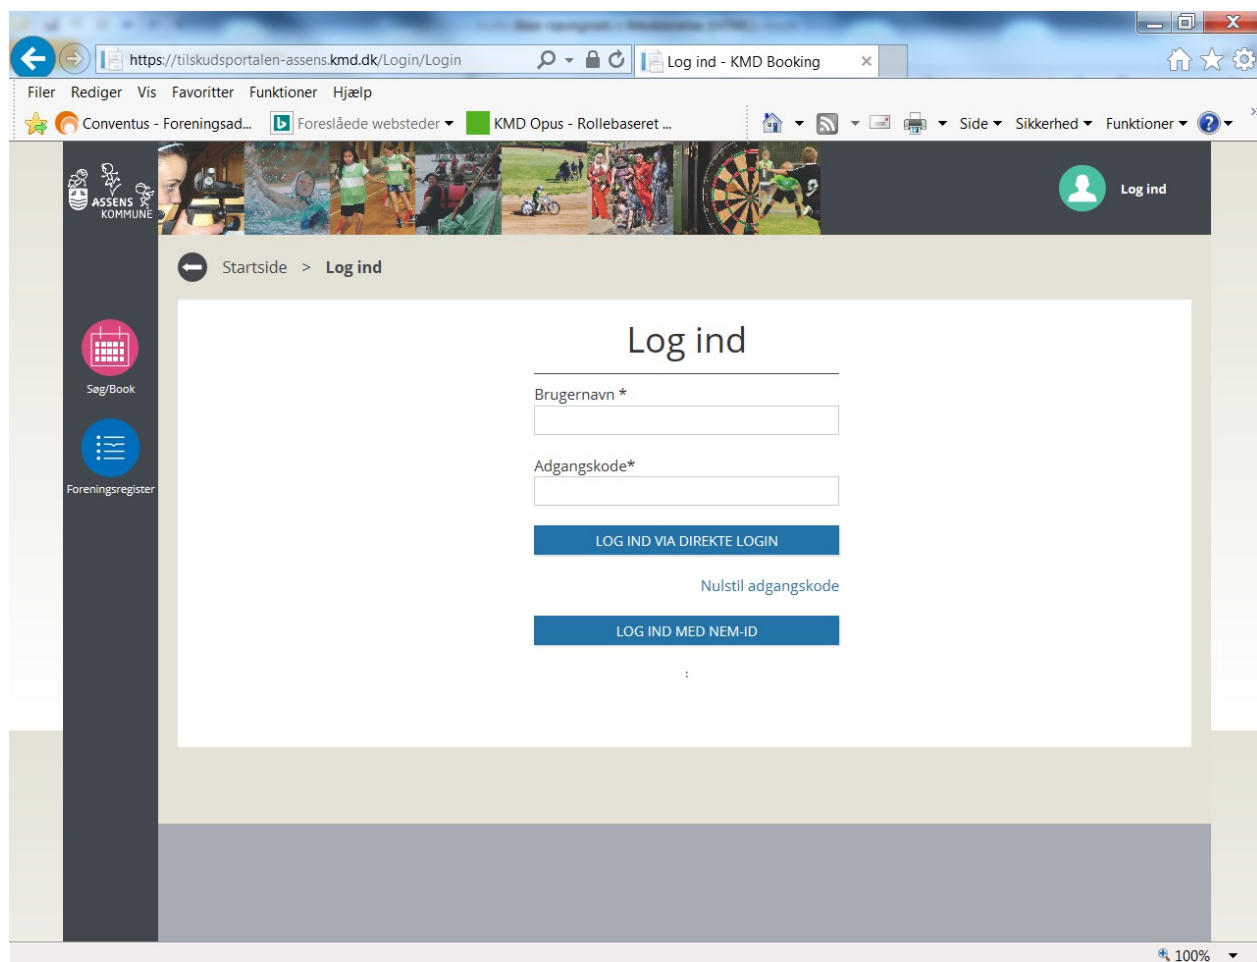 https://tilskudsportalen-assens.kmd.dk/Login/Login
Log ind - KMD Booking
Filer Rediger Vis Favoritter Funktioner Hjælp
Conventus - Foreningsad...
Foreslåede websteder
KMD Opus - Rollebaseret ...
Side
Sikkerhed
Funktioner
ASSENS
KOMMUNE
Log ind
Startside > Log ind
Søg/Book
Foreningsregister
Log ind
Brugernavn *
Adgangskode*
LOG IND VIA DIREKTE LOGIN
Nulstil adgangskode
LOG IND MED NEM-ID
:
100%